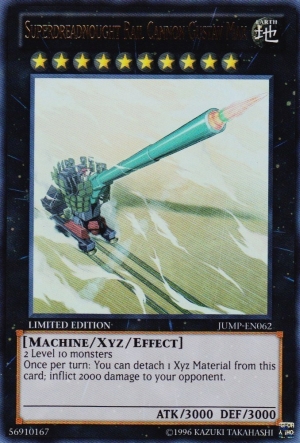 SUPERDREADNOUGHT RAIL CANNON GUSTAV MAX
EARTH
地
LIMITED EDITION
JUMP-EN062
[MACHINE/XYZ/EFFECT]
2 Level 10 monsters
Once per turn: You can detach 1 Xyz Material from
this card; inflict 2000 damage to your opponent.
ATK/3000 DEF/3000
56910167
©1996 KAZUKI TAKAHASHI